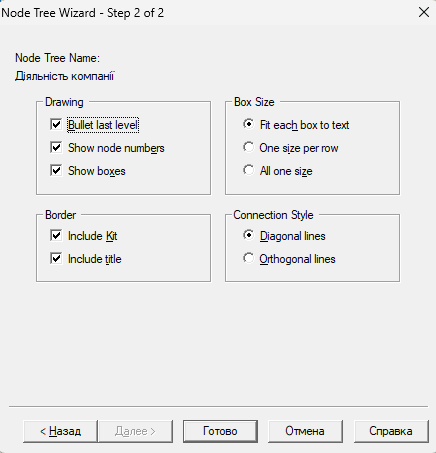 Node Tree Wizard - Step 2 of 2
Node Tree Name:
Діяльність компанії
Drawing
Bullet last level
Show node numbers
Show boxes
Box Size
Fit each box to text
One size per row
All one size
Border
Include Kit
Include title
Connection Style
Diagonal lines
Orthogonal lines
< Назад
Далее >
Готово
Отмена
Справка